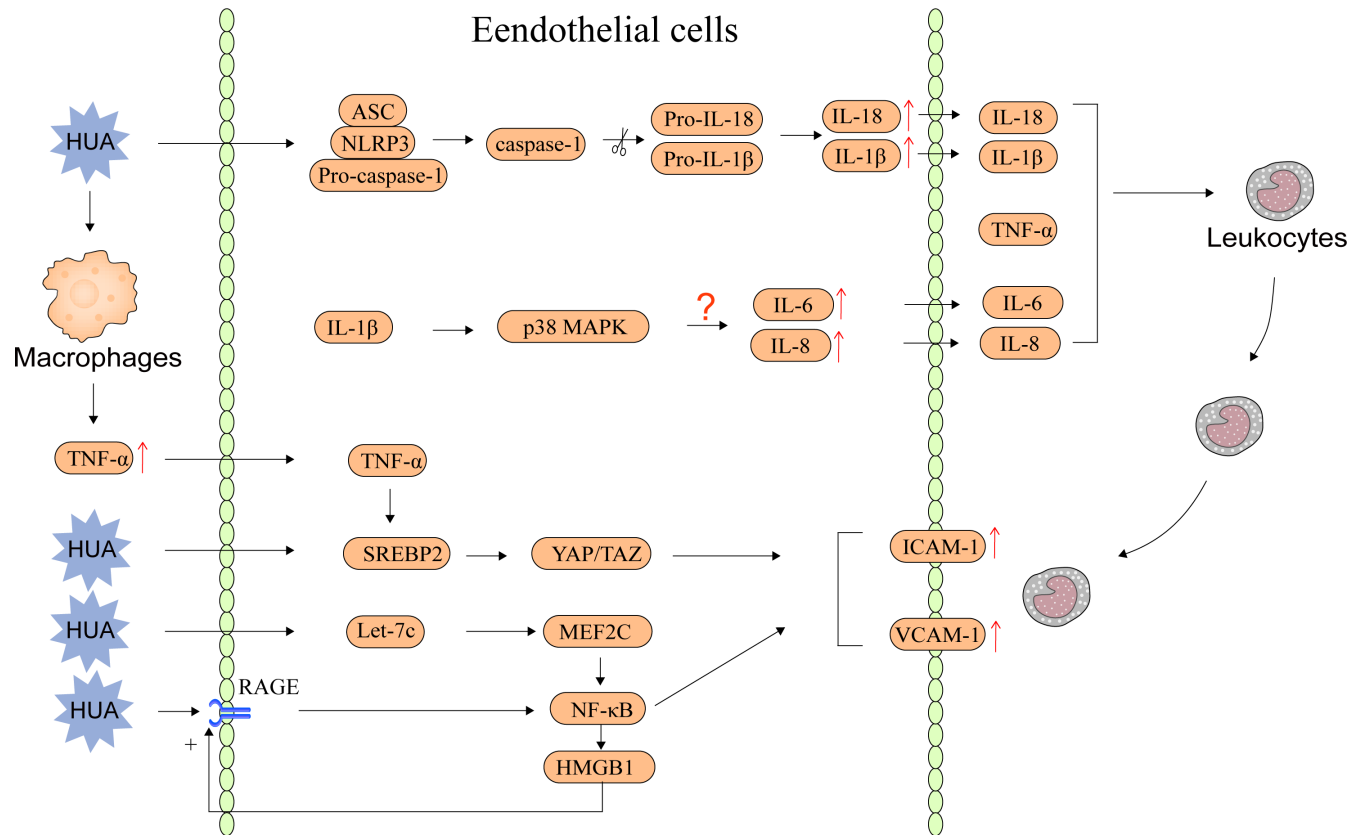 Eendothelial cells
HUA
ASC
NLRP3
Pro-caspase-1
caspase-1
Pro-IL-18
Pro-IL-1β
IL-18
IL-1β
IL-18
IL-1β
TNF-α
Leukocytes
Macrophages
IL-1β
p38 MAPK
?
IL-6
IL-8
IL-6
IL-8
TNF-α
TNF-α
HUA
SREBP2
YAP/TAZ
ICAM-1
HUA
Let-7c
MEF2C
VCAM-1
HUA
RAGE
NF-κB
+
HMGB1